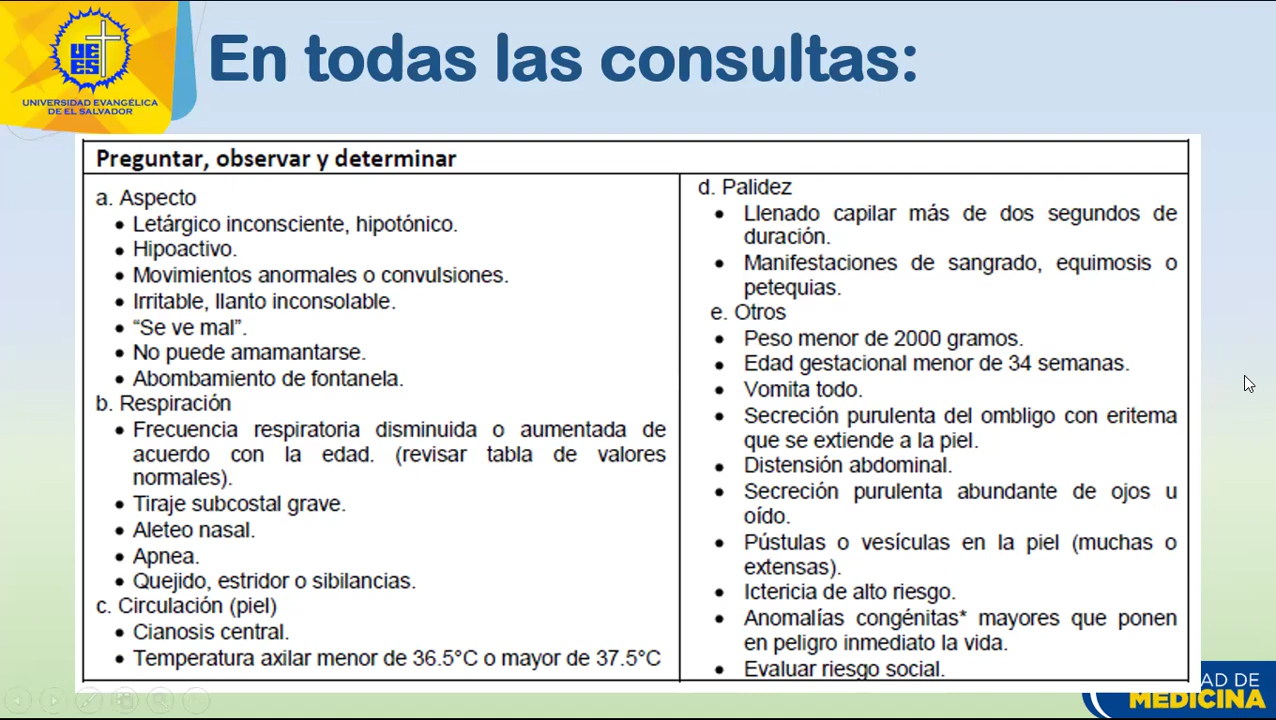 UE
ES
UNIVERSIDAD EVANGÉLICA
DE EL SALVADOR
En todas las consultas:
Preguntar, observar y determinar
a. Aspecto
• Letárgico inconsciente, hipotónico.
• Hipoactivo.
• Movimientos anormales o convulsiones.
• Irritable, llanto inconsolable.
• “Se ve mal”.
• No puede amamantarse.
• Abombamiento de fontanela.
b. Respiración
• Frecuencia respiratoria disminuida o aumentada de
acuerdo con la edad. (revisar tabla de valores
normales).
• Tiraje subcostal grave.
• Aleteo nasal.
• Apnea.
• Quejido, estridor o sibilancias.
c. Circulación (piel)
• Cianosis central.
• Temperatura axilar menor de 36.5°C o mayor de 37.5°C
d. Palidez
• Llenado capilar más de dos segundos de
duración.
• Manifestaciones de sangrado, equimosis o
petequias.
e. Otros
• Peso menor de 2000 gramos.
• Edad gestacional menor de 34 semanas.
• Vomita todo.
• Secreción purulenta del ombligo con eritema
que se extiende a la piel.
• Distensión abdominal.
• Secreción purulenta abundante de ojos u
oído.
• Pústulas o vesículas en la piel (muchas o
extensas).
• Ictericia de alto riesgo.
• Anomalías congénitas* mayores que ponen
en peligro inmediato la vida.
• Evaluar riesgo social.
AD DE
MEDICINA